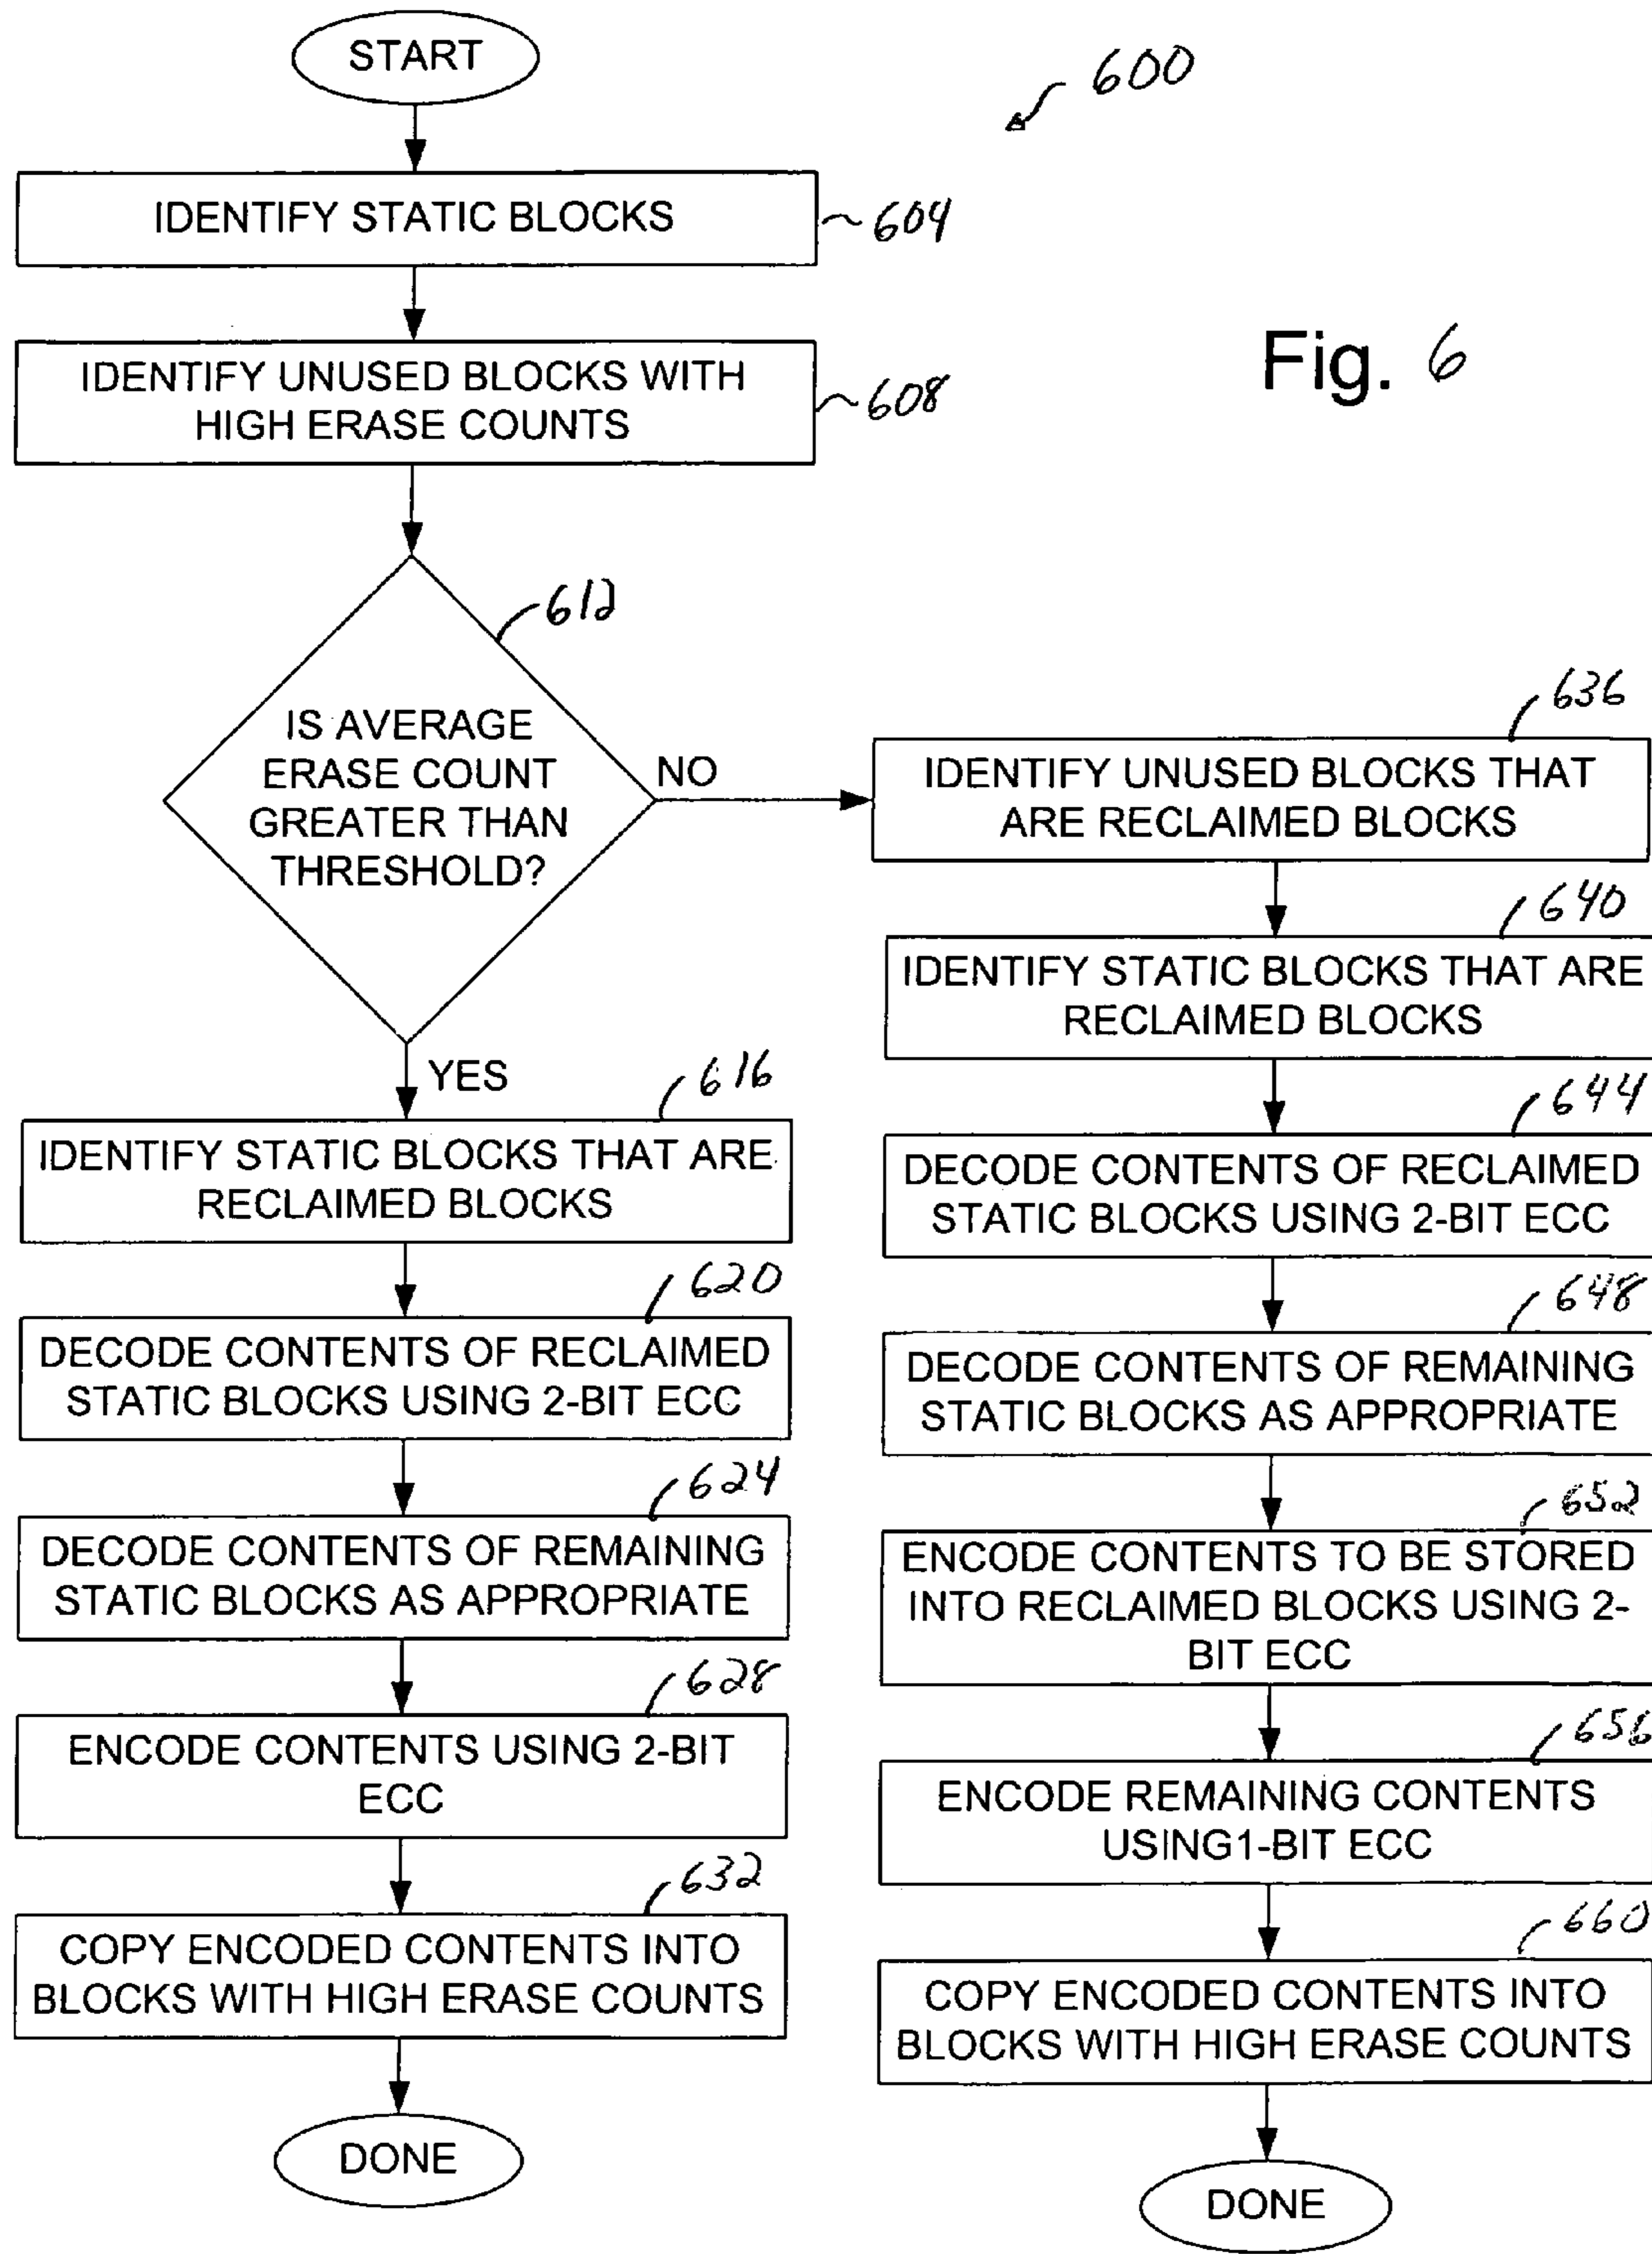 START
600
IDENTIFY STATIC BLOCKS
604
Fig. 6
IDENTIFY UNUSED BLOCKS WITH
HIGH ERASE COUNTS
608
612
IS AVERAGE
ERASE COUNT
GREATER THAN
THRESHOLD?
NO
YES
616
IDENTIFY STATIC BLOCKS THAT ARE
RECLAIMED BLOCKS
620
DECODE CONTENTS OF RECLAIMED
STATIC BLOCKS USING 2-BIT ECC
624
DECODE CONTENTS OF REMAINING
STATIC BLOCKS AS APPROPRIATE
628
ENCODE CONTENTS USING 2-BIT
ECC
632
COPY ENCODED CONTENTS INTO
BLOCKS WITH HIGH ERASE COUNTS
DONE
636
IDENTIFY UNUSED BLOCKS THAT
ARE RECLAIMED BLOCKS
640
IDENTIFY STATIC BLOCKS THAT ARE
RECLAIMED BLOCKS
644
DECODE CONTENTS OF RECLAIMED
STATIC BLOCKS USING 2-BIT ECC
648
DECODE CONTENTS OF REMAINING
STATIC BLOCKS AS APPROPRIATE
652
ENCODE CONTENTS TO BE STORED
INTO RECLAIMED BLOCKS USING 2-
BIT ECC
656
ENCODE REMAINING CONTENTS
USING1-BIT ECC
660
COPY ENCODED CONTENTS INTO
BLOCKS WITH HIGH ERASE COUNTS
DONE